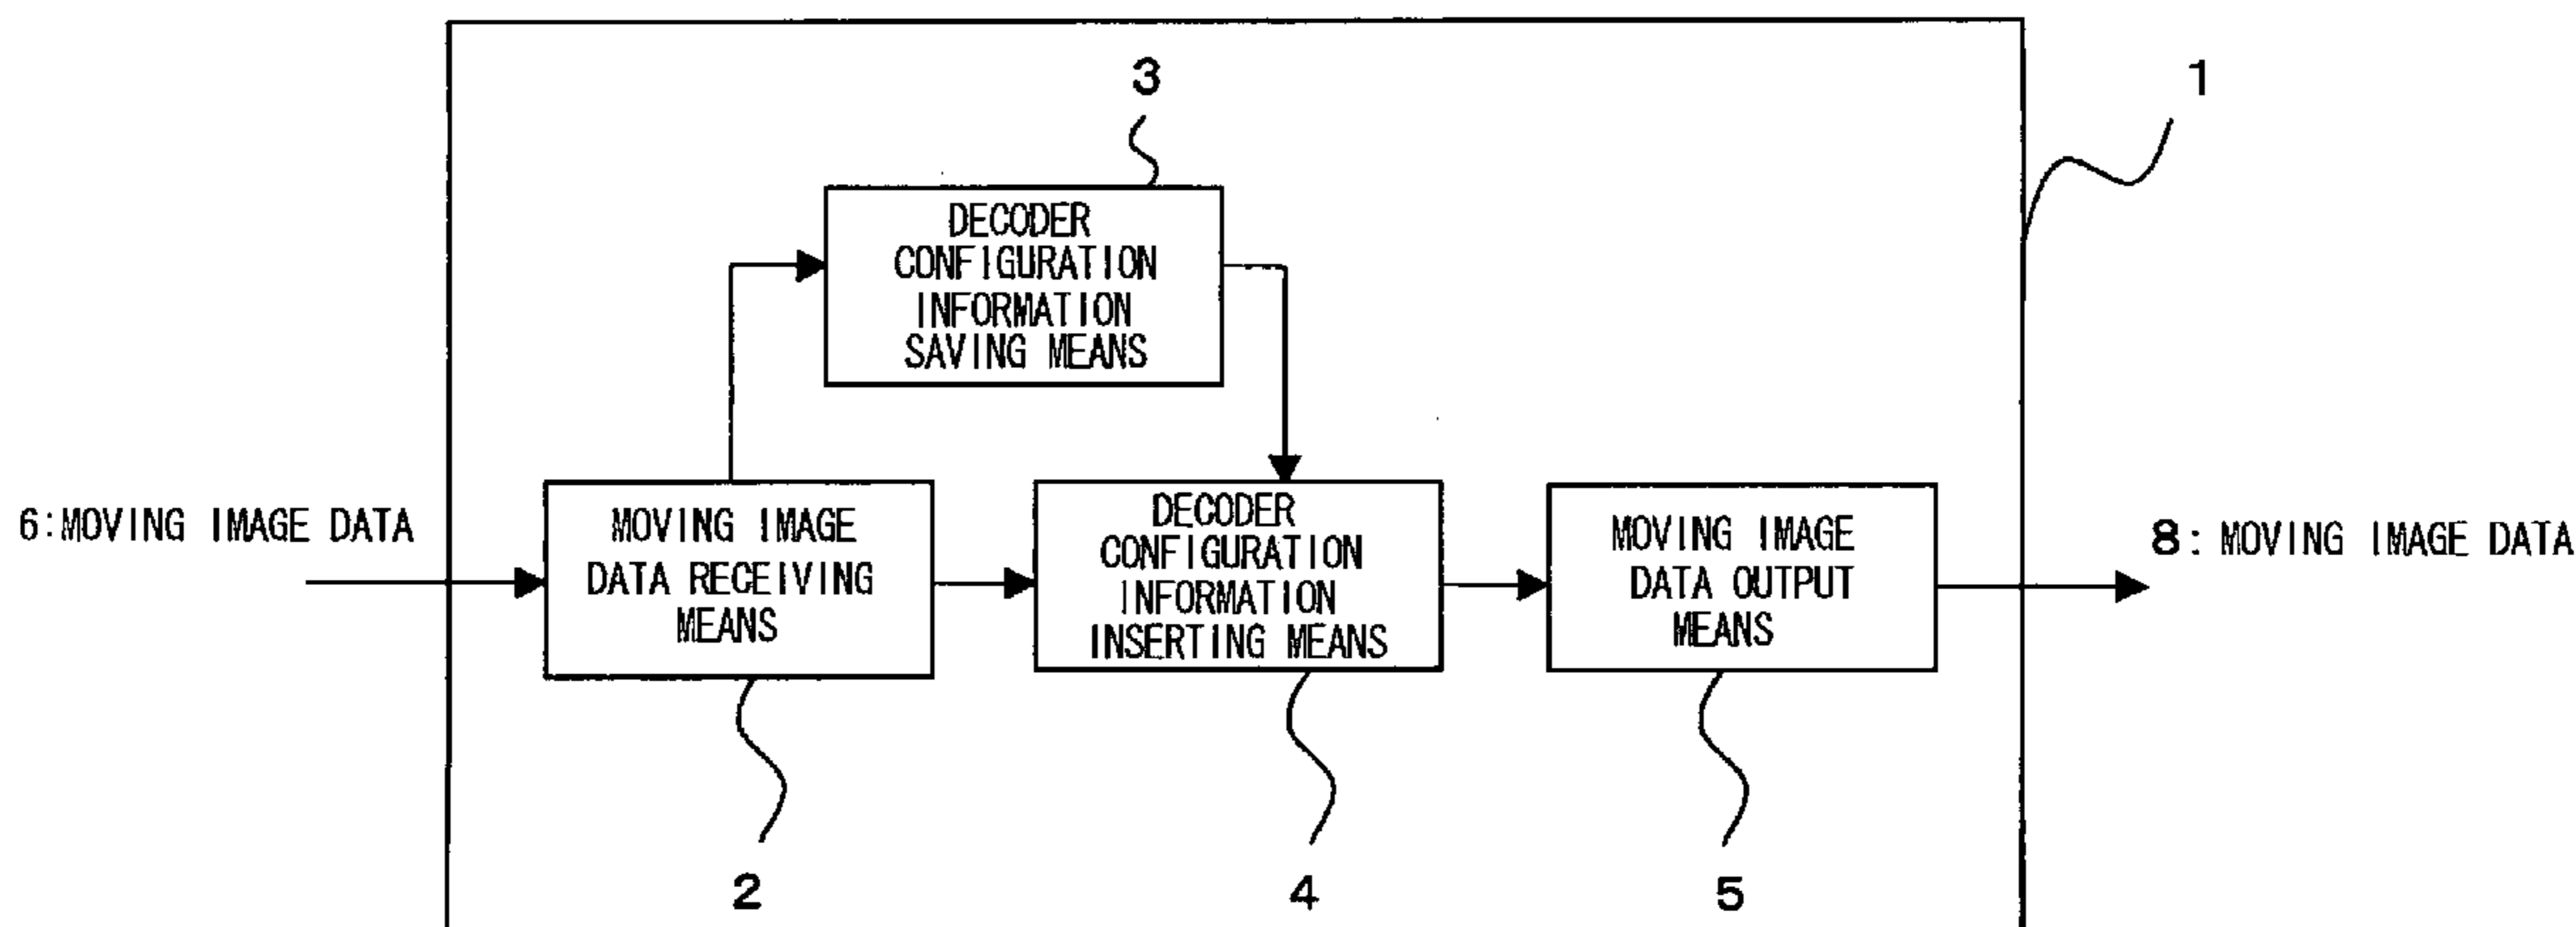 3
1
DECODER
CONFIGURATION
INFORMATION
SAVING MEANS
6:MOVING IMAGE DATA
MOVING IMAGE
DATA RECEIVING
MEANS
DECODER
CONFIGURATION
INFORMATION
INSERTING MEANS
MOVING IMAGE
DATA OUTPUT
MEANS
8: MOVING IMAGE DATA
2
4
5